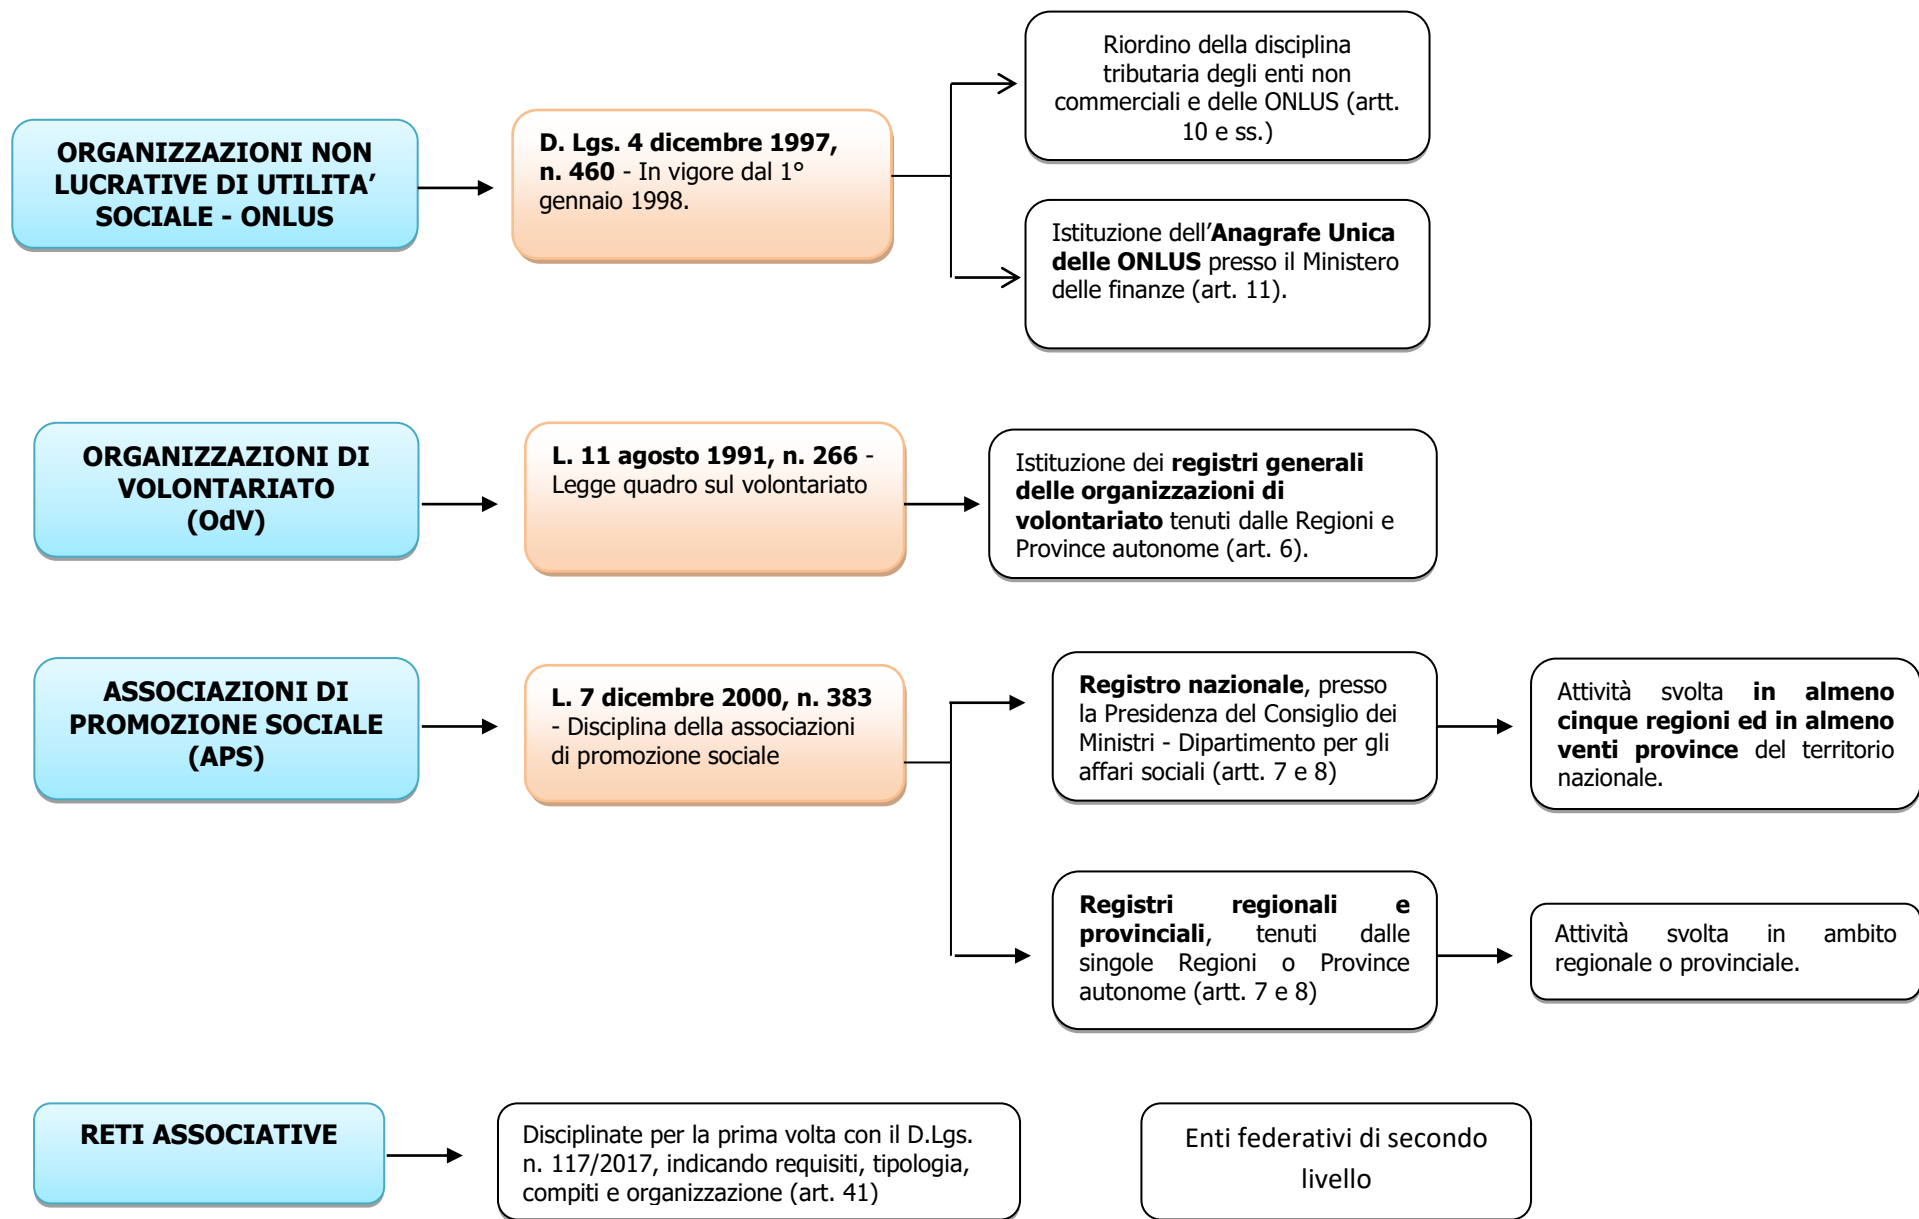 ORGANIZZAZIONI NON
LUCRATIVE DI UTILITA’
SOCIALE - ONLUS
D. Lgs. 4 dicembre 1997,
n. 460 - In vigore dal 1°
gennaio 1998.
Riordino della disciplina
tributaria degli enti non
commerciali e delle ONLUS (artt.
10 e ss.)
Istituzione dell’Anagrafe Unica
delle ONLUS presso il Ministero
delle finanze (art. 11).
ORGANIZZAZIONI DI
VOLONTARIATO
(OdV)
L. 11 agosto 1991, n. 266 -
Legge quadro sul volontariato
Istituzione dei registri generali
delle organizzazioni di
volontariato tenuti dalle Regioni e
Province autonome (art. 6).
ASSOCIAZIONI DI
PROMOZIONE SOCIALE
(APS)
L. 7 dicembre 2000, n. 383
- Disciplina della associazioni
di promozione sociale
Registro nazionale, presso
la Presidenza del Consiglio dei
Ministri - Dipartimento per gli
affari sociali (artt. 7 e 8)
Attività svolta in almeno
cinque regioni ed in almeno
venti province del territorio
nazionale.
Registri regionali e
provinciali, tenuti dalle
singole Regioni o Province
autonome (artt. 7 e 8)
Attività svolta in ambito
regionale o provinciale.
RETI ASSOCIATIVE
Disciplinate per la prima volta con il D.Lgs.
n. 117/2017, indicando requisiti, tipologia,
compiti e organizzazione (art. 41)
Enti federativi di secondo
livello